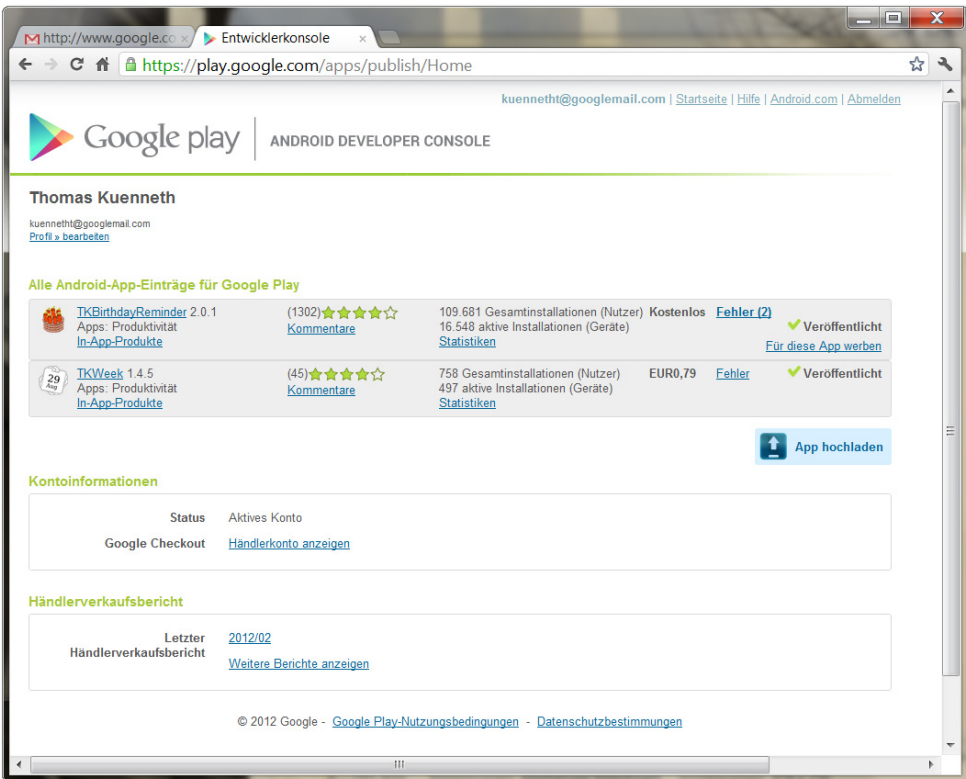 http://www.google.co
Entwicklerkonsole
https://play.google.com/apps/publish/Home
kuennetht@googlemail.com | Startseite | Hilfe | Android.com | Abmelden
Google play ANDROID DEVELOPER CONSOLE
Thomas Kuenneth
kuennetht@googlemail.com
Profil » bearbeiten
Alle Android-App-Einträge für Google Play
TKBirthdayReminder 2.0.1 (1302) 109.681 Gesamtinstallationen (Nutzer) Kostenlos Fehler (2)
Apps: Produktivität Kommentare 16.548 aktive Installationen (Geräte) Veröffentlicht
In-App-Produkte Statistiken Für diese App werben
29 Aug
TKWeek 1.4.5 (45) 758 Gesamtinstallationen (Nutzer) EUR0,79 Fehler Veröffentlicht
Apps: Produktivität Kommentare 497 aktive Installationen (Geräte)
In-App-Produkte Statistiken
App hochladen
Kontoinformationen
Status Aktives Konto
Google Checkout Händlerkonto anzeigen
Händlerverkaufsbericht
Letzter 2012/02
Händlerverkaufsbericht
Weitere Berichte anzeigen
© 2012 Google - Google Play-Nutzungsbedingungen - Datenschutzbestimmungen